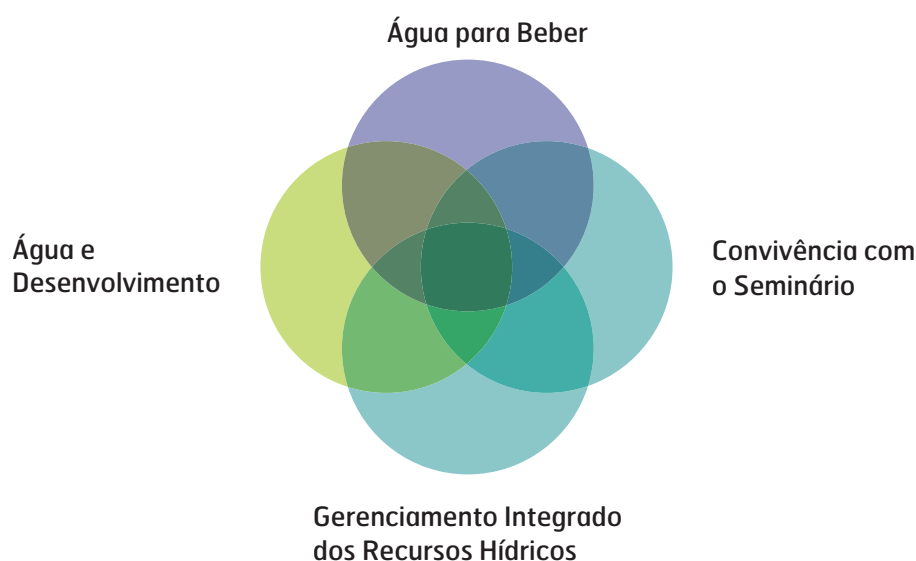 Água para Beber
Água e
Desenvolvimento
Convivência com
o Seminário
Gerenciamento Integrado
dos Recursos Hídricos